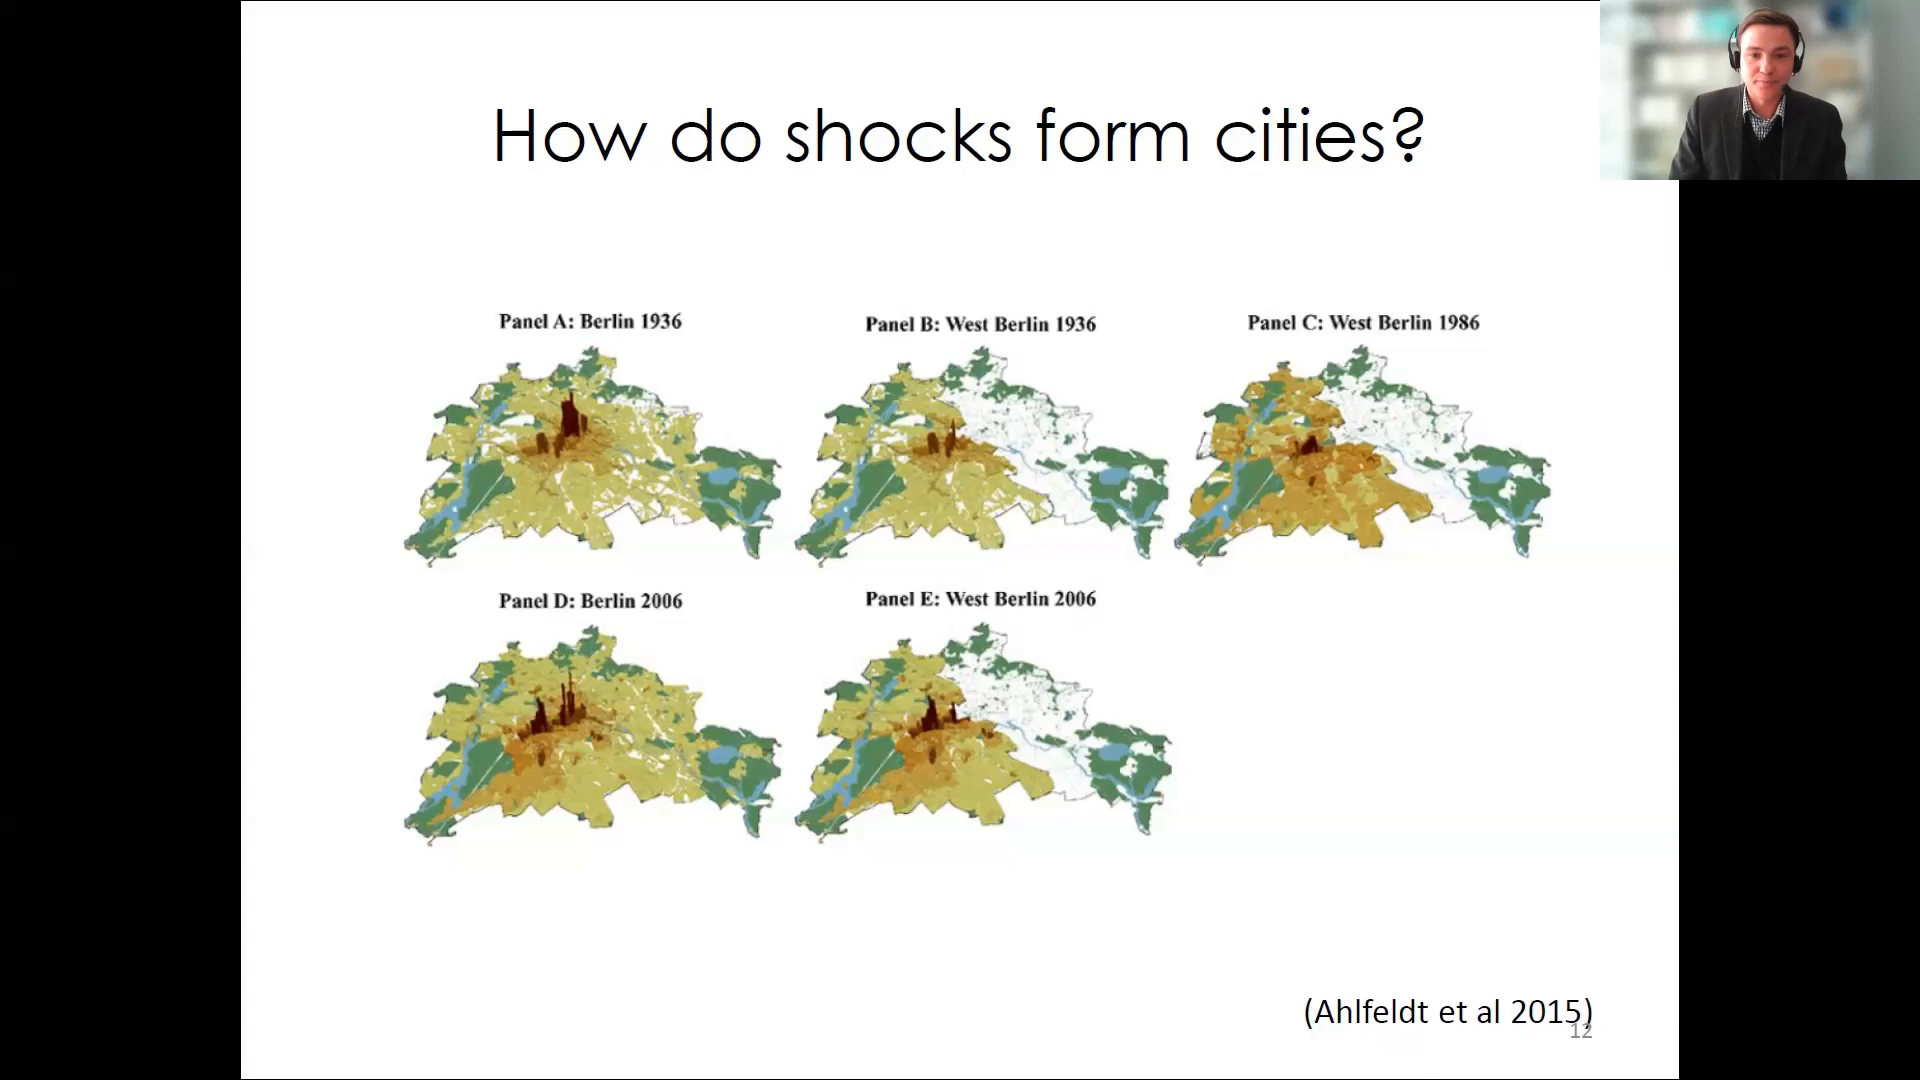 How do shocks form cities?
Panel A: Berlin 1936
Panel B: West Berlin 1936
Panel C: West Berlin 1986
Panel D: Berlin 2006
Panel E: West Berlin 2006
(Ahlfeldt et al 2015)
12